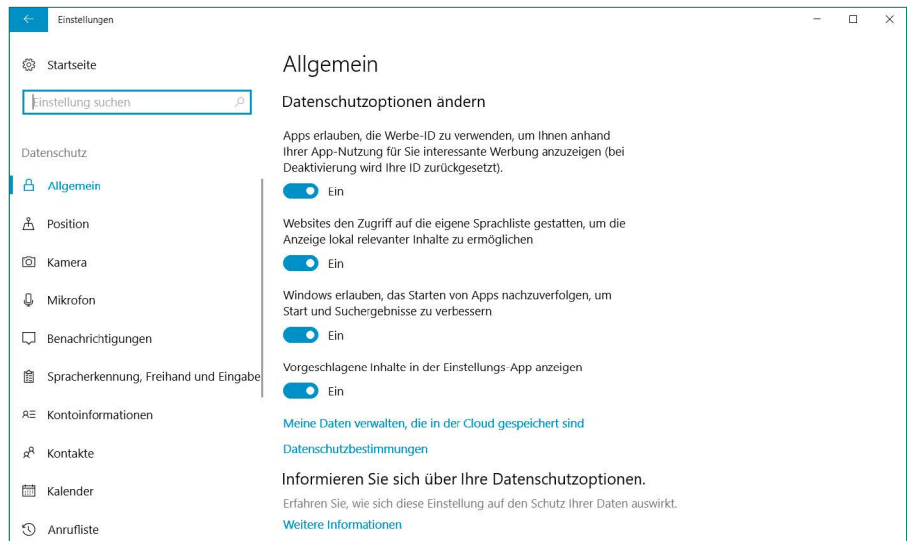 Einstellungen
Startseite
Einstellung suchen
Datenschutz
Allgemein
Position
Kamera
Mikrofon
Benachrichtigungen
Spracherkennung, Freihand und Eingabe
Kontoinformationen
Kontakte
Kalender
Anrufliste
Allgemein
Datenschutzoptionen ändern
Apps erlauben, die Werbe-ID zu verwenden, um Ihnen anhand
Ihrer App-Nutzung für Sie interessante Werbung anzuzeigen (bei
Deaktivierung wird Ihre ID zurückgesetzt).
Ein
Websites den Zugriff auf die eigene Sprachliste gestatten, um die
Anzeige lokal relevanter Inhalte zu ermöglichen
Ein
Windows erlauben, das Starten von Apps nachzuverfolgen, um
Start und Suchergebnisse zu verbessern
Ein
Vorgeschlagene Inhalte in der Einstellungs-App anzeigen
Ein
Meine Daten verwalten, die in der Cloud gespeichert sind
Datenschutzbestimmungen
Informieren Sie sich über Ihre Datenschutzoptionen.
Erfahren Sie, wie sich diese Einstellung auf den Schutz Ihrer Daten auswirkt.
Weitere Informationen